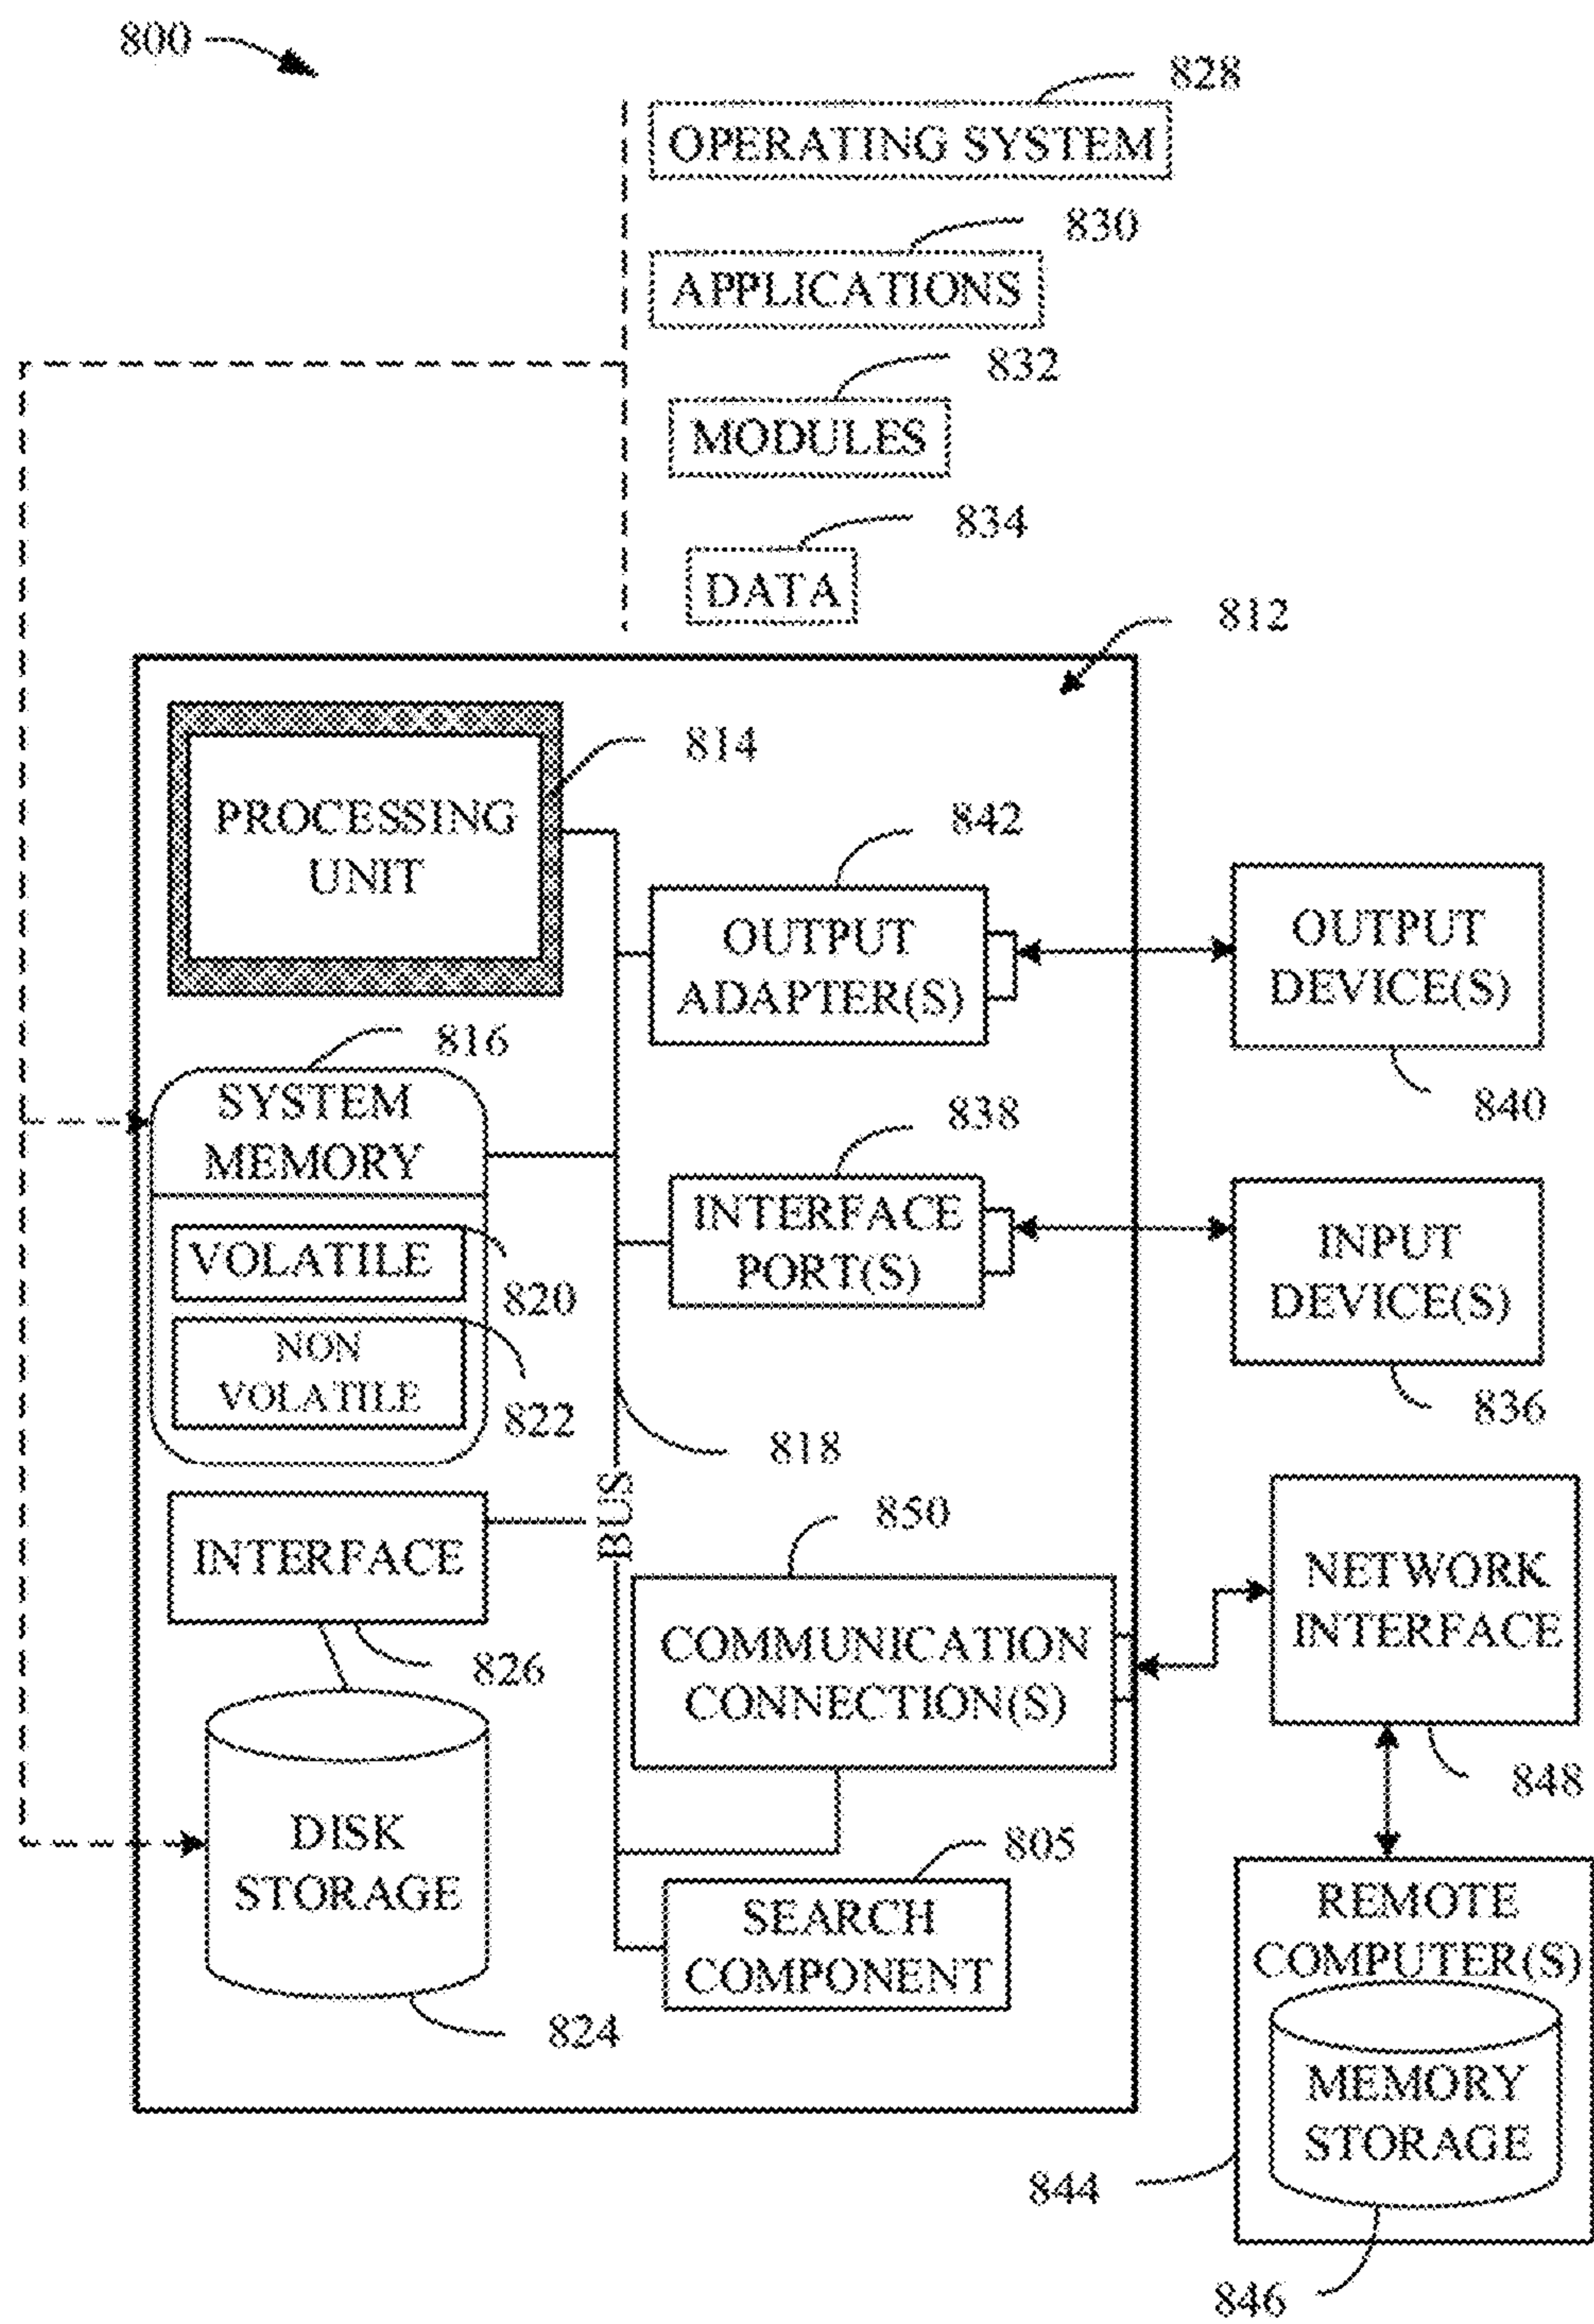 800
828
OPERATING SYSTEM
830
APPLICATIONS
832
MODULES
834
DATA
812
PROCESSING
UNIT
814
842
OUTPUT
ADAPTER(S)
OUTPUT
DEVICE(S)
840
816
SYSTEM
MEMORY
VOLATILE
820
NON
VOLATILE
822
838
INTERFACE
PORT(S)
INPUT
DEVICE(S)
836
818
BUS
INTERFACE
826
850
COMMUNICATION
CONNECTION(S)
NETWORK
INTERFACE
848
DISK
STORAGE
824
805
SEARCH
COMPONENT
REMOTE
COMPUTER(S)
MEMORY
STORAGE
844
846